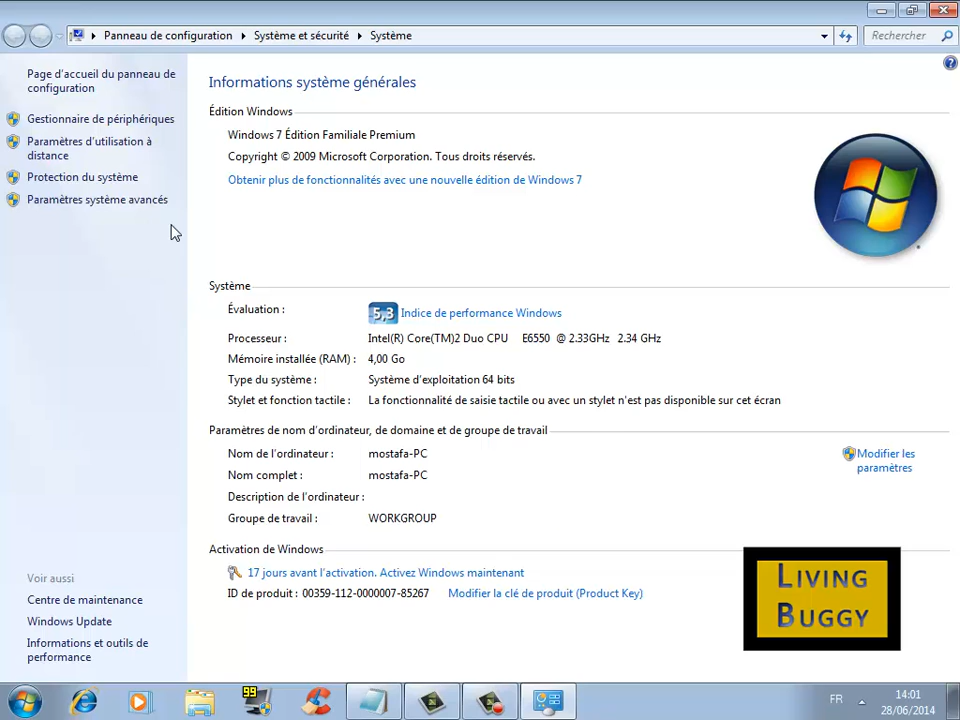 Panneau de configuration
Système et sécurité
Système
Rechercher
Page d'accueil du panneau de
configuration
Gestionnaire de périphériques
Paramètres d'utilisation à
distance
Protection du système
Paramètres système avancés
Informations système générales
Édition Windows
Windows 7 Édition Familiale Premium
Copyright © 2009 Microsoft Corporation. Tous droits réservés.
Obtenir plus de fonctionnalités avec une nouvelle édition de Windows 7
Système
Évaluation :
5,3 Indice de performance Windows
Processeur : Intel(R) Core(TM)2 Duo CPU E6550 @ 2.33GHz 2.34 GHz
Mémoire installée (RAM) : 4,00 Go
Type du système : Système d'exploitation 64 bits
Stylet et fonction tactile : La fonctionnalité de saisie tactile ou avec un stylet n'est pas disponible sur cet écran
Paramètres de nom d'ordinateur, de domaine et de groupe de travail
Nom de l'ordinateur : mostafa-PC
Modifier les
paramètres
Nom complet : mostafa-PC
Description de l'ordinateur :
Groupe de travail : WORKGROUP
Activation de Windows
17 jours avant l'activation. Activez Windows maintenant
ID de produit : 00359-112-0000007-85267 Modifier la clé de produit (Product Key)
Living
Buggy
Voir aussi
Centre de maintenance
Windows Update
Informations et outils de
performance
99
FR
14:01
28/06/2014